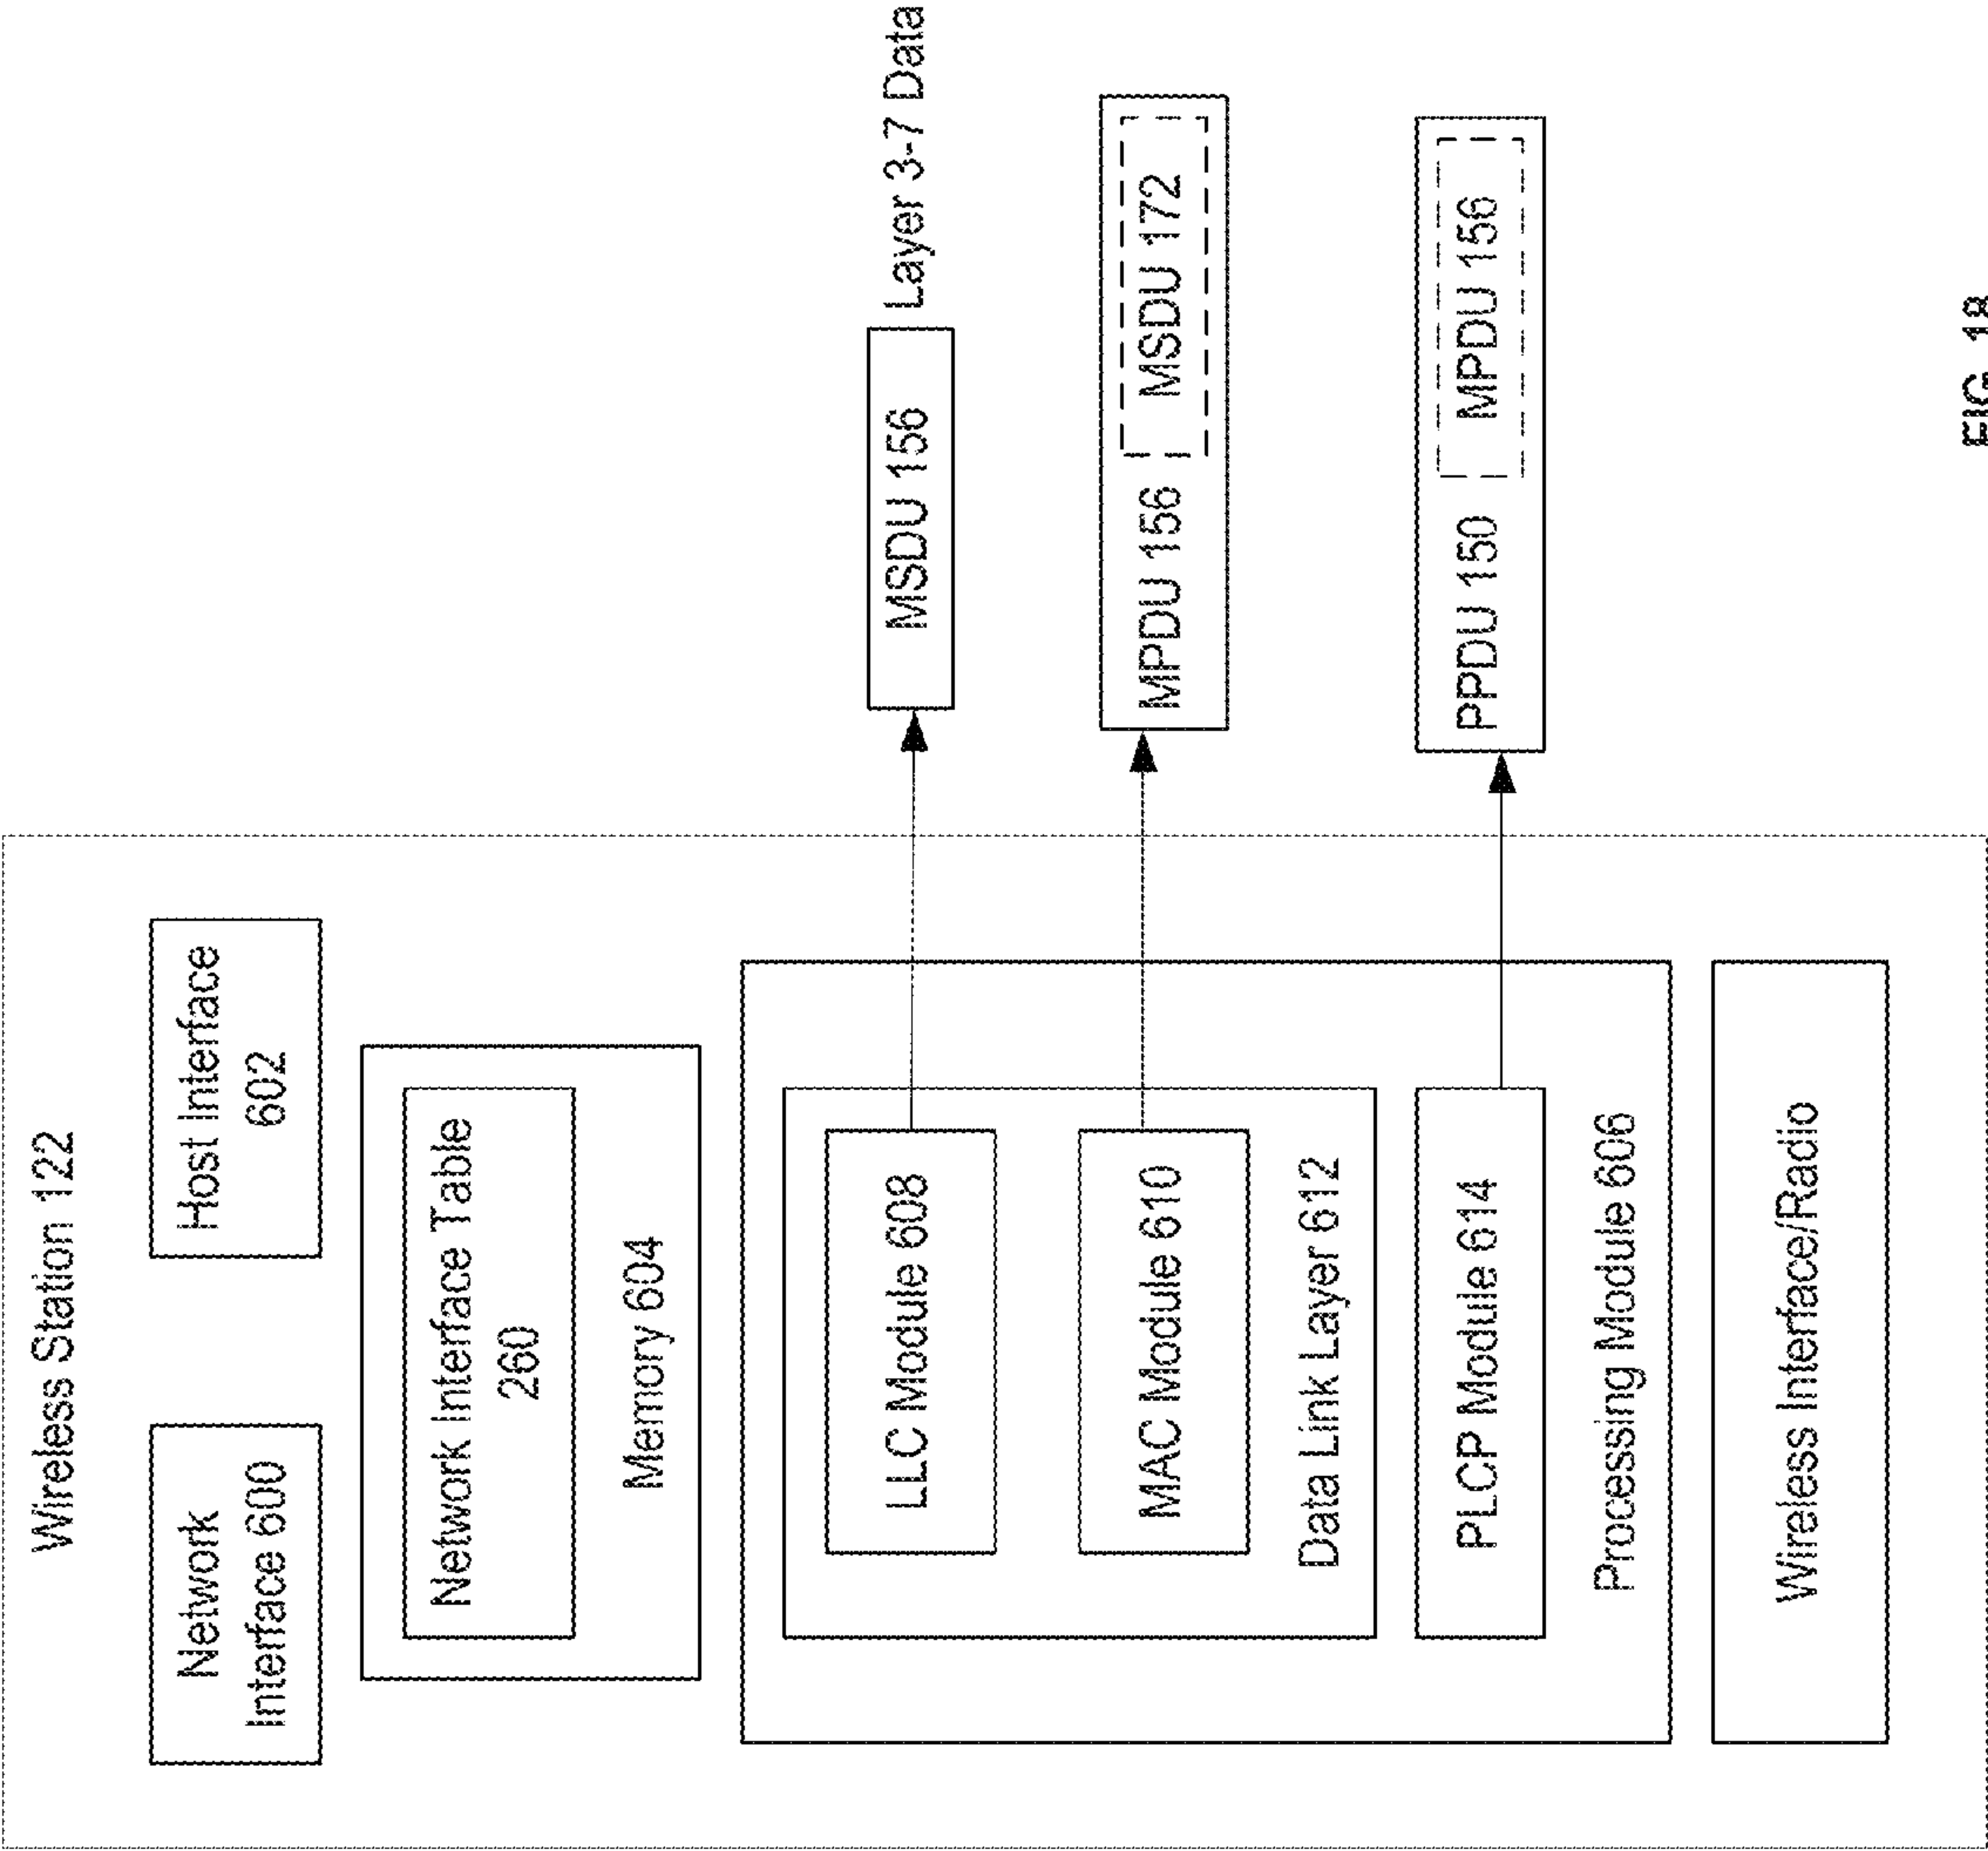 Wireless Station 122
Network
Interface 600
Host Interface
602
Network Interface Table
260
Memory 604
LLC Module 608
MSDU 156
Layer 3-7 Data
MAC Module 610
MPDU 156
MSDU 172
Data Link Layer 612
PLCP Module 614
PPDU 150
MPDU 156
Processing Module 606
Wireless Interface/Radio
FIG. 18